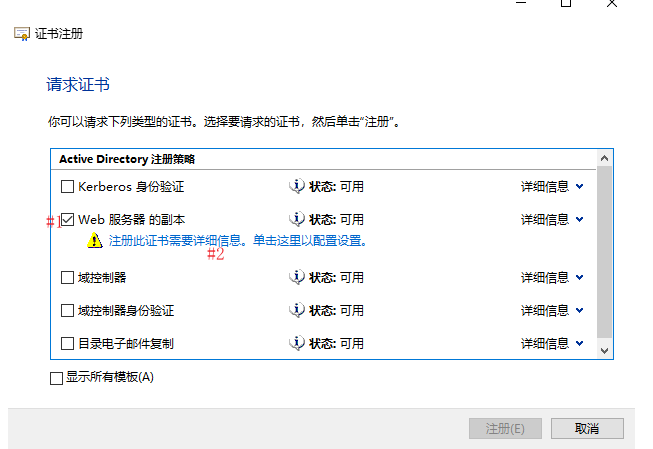 证书注册
请求证书
你可以请求下列类型的证书。选择要请求的证书，然后单击“注册”。
Active Directory 注册策略
Kerberos 身份验证 状态: 可用 详细信息
#1 Web 服务器 的副本 状态: 可用 详细信息
注册此证书需要详细信息。单击这里以配置设置。
#2
域控制器 状态: 可用 详细信息
域控制器身份验证 状态: 可用 详细信息
目录电子邮件复制 状态: 可用 详细信息
显示所有模板(A)
注册(E) 取消